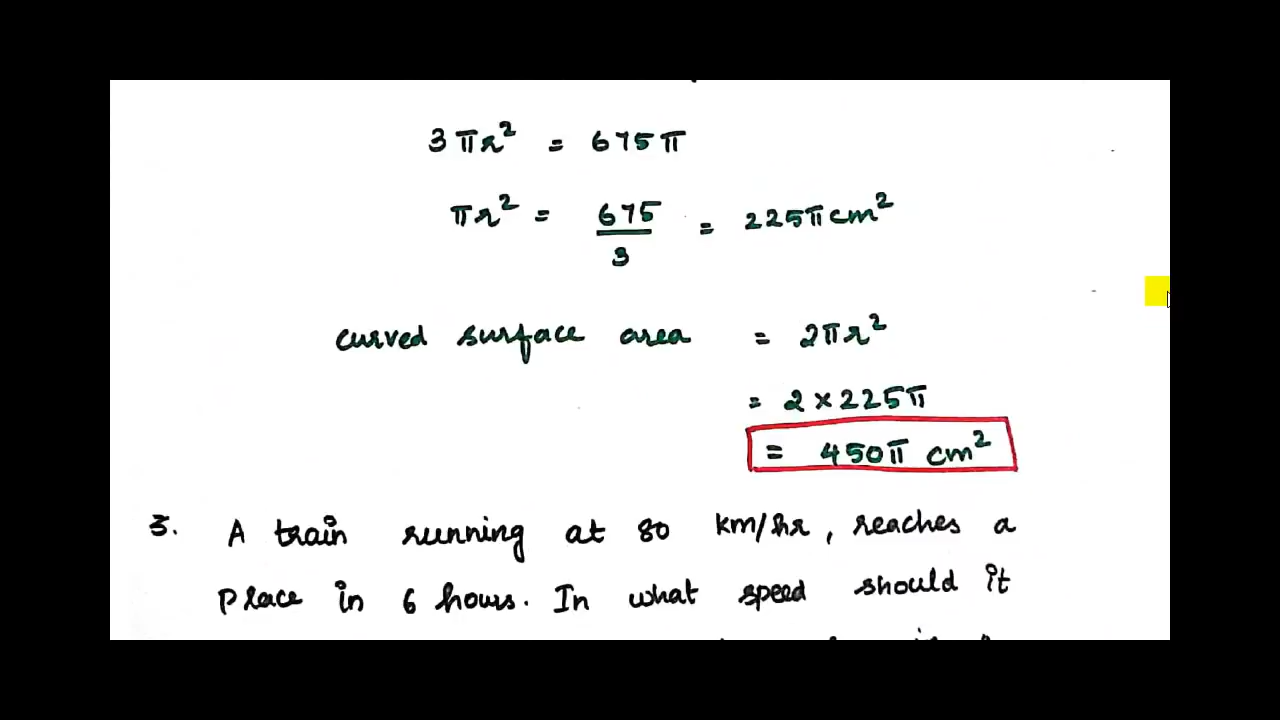 3πr² = 675π
πr² = 675/3 = 225π cm²
curved surface area = 2πr²
= 2 × 225π
= 450π cm²
3. A train running at 80 km/hr, reaches a
place in 6 hours. In what speed should it